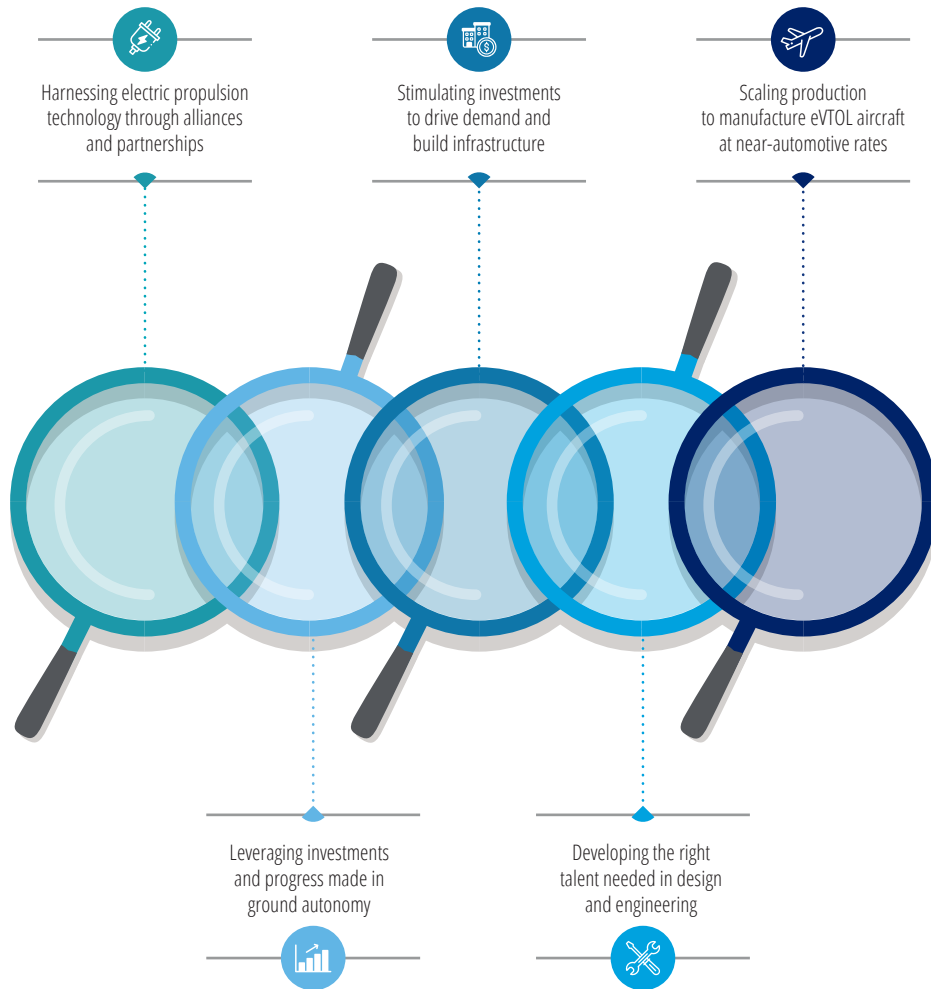 Harnessing electric propulsion
technology through alliances
and partnerships
Stimulating investments
to drive demand and
build infrastructure
Scaling production
to manufacture eVTOL aircraft
at near-automotive rates
Leveraging investments
and progress made in
ground autonomy
Developing the right
talent needed in design
and engineering